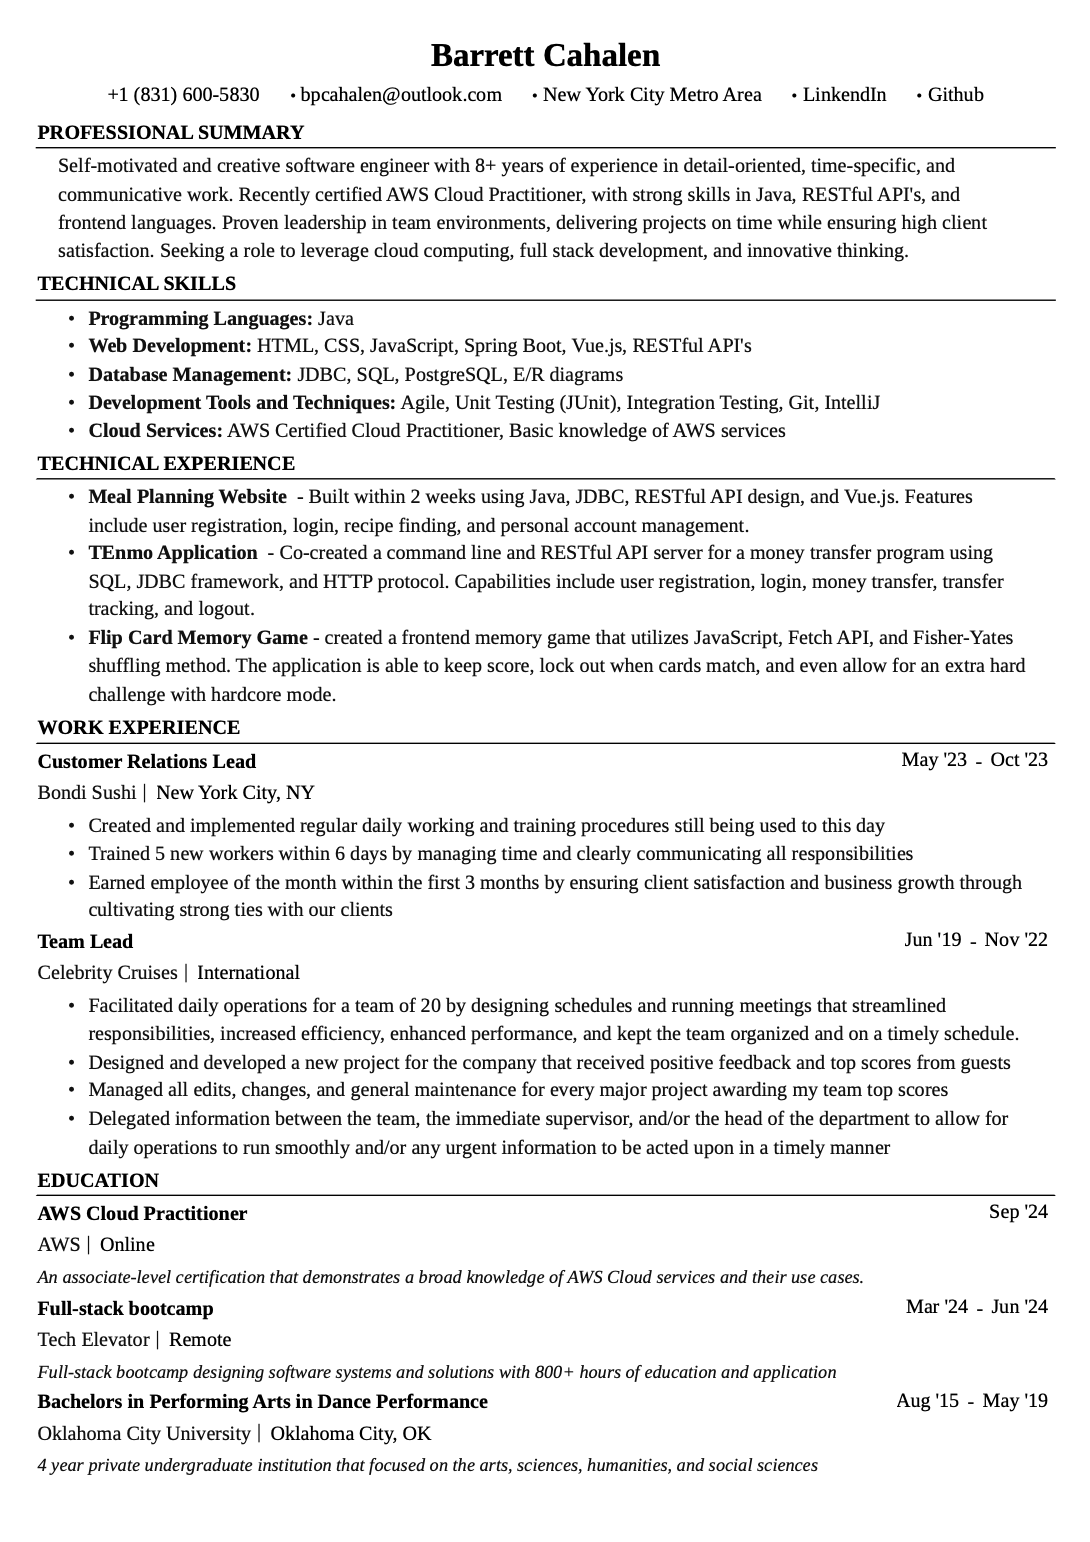 Barrett Cahalen
+1 (831) 600-5830 • bpcahalen@outlook.com • New York City Metro Area • LinkendIn • Github
PROFESSIONAL SUMMARY
Self-motivated and creative software engineer with 8+ years of experience in detail-oriented, time-specific, and
communicative work. Recently certified AWS Cloud Practitioner, with strong skills in Java, RESTful API's, and
frontend languages. Proven leadership in team environments, delivering projects on time while ensuring high client
satisfaction. Seeking a role to leverage cloud computing, full stack development, and innovative thinking.
TECHNICAL SKILLS
• Programming Languages: Java
• Web Development: HTML, CSS, JavaScript, Spring Boot, Vue.js, RESTful API's
• Database Management: JDBC, SQL, PostgreSQL, E/R diagrams
• Development Tools and Techniques: Agile, Unit Testing (JUnit), Integration Testing, Git, IntelliJ
• Cloud Services: AWS Certified Cloud Practitioner, Basic knowledge of AWS services
TECHNICAL EXPERIENCE
• Meal Planning Website - Built within 2 weeks using Java, JDBC, RESTful API design, and Vue.js. Features
include user registration, login, recipe finding, and personal account management.
• TEnmo Application - Co-created a command line and RESTful API server for a money transfer program using
SQL, JDBC framework, and HTTP protocol. Capabilities include user registration, login, money transfer, transfer
tracking, and logout.
• Flip Card Memory Game - created a frontend memory game that utilizes JavaScript, Fetch API, and Fisher-Yates
shuffling method. The application is able to keep score, lock out when cards match, and even allow for an extra hard
challenge with hardcore mode.
WORK EXPERIENCE
Customer Relations Lead May '23 - Oct '23
Bondi Sushi | New York City, NY
• Created and implemented regular daily working and training procedures still being used to this day
• Trained 5 new workers within 6 days by managing time and clearly communicating all responsibilities
• Earned employee of the month within the first 3 months by ensuring client satisfaction and business growth through
cultivating strong ties with our clients
Team Lead Jun '19 - Nov '22
Celebrity Cruises | International
• Facilitated daily operations for a team of 20 by designing schedules and running meetings that streamlined
responsibilities, increased efficiency, enhanced performance, and kept the team organized and on a timely schedule.
• Designed and developed a new project for the company that received positive feedback and top scores from guests
• Managed all edits, changes, and general maintenance for every major project awarding my team top scores
• Delegated information between the team, the immediate supervisor, and/or the head of the department to allow for
daily operations to run smoothly and/or any urgent information to be acted upon in a timely manner
EDUCATION
AWS Cloud Practitioner Sep '24
AWS | Online
An associate-level certification that demonstrates a broad knowledge of AWS Cloud services and their use cases.
Full-stack bootcamp Mar '24 - Jun '24
Tech Elevator | Remote
Full-stack bootcamp designing software systems and solutions with 800+ hours of education and application
Bachelors in Performing Arts in Dance Performance Aug '15 - May '19
Oklahoma City University | Oklahoma City, OK
4 year private undergraduate institution that focused on the arts, sciences, humanities, and social sciences